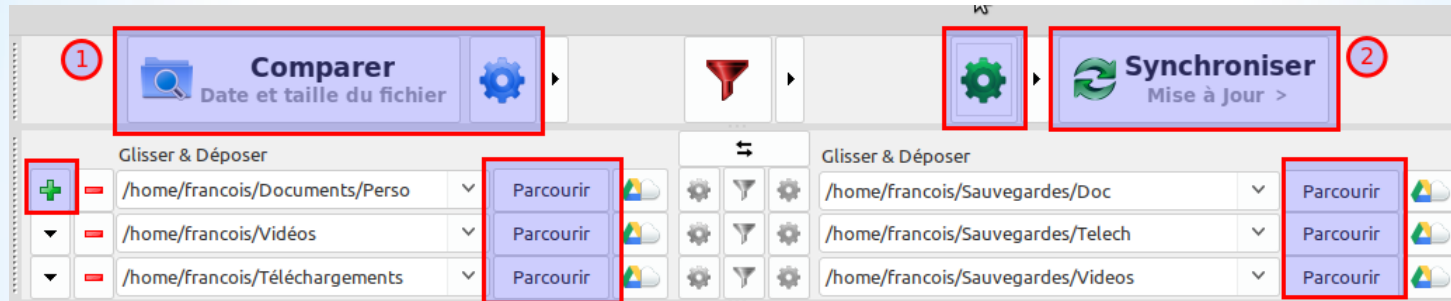 1
Comparer
Date et taille du fichier
Synchroniser
Mise à Jour >
2
Glisser & Déposer
Glisser & Déposer
/home/francois/Documents/Perso Parcourir /home/francois/Sauvegardes/Doc Parcourir
/home/francois/Vidéos Parcourir /home/francois/Sauvegardes/Telech Parcourir
/home/francois/Téléchargements Parcourir /home/francois/Sauvegardes/Videos Parcourir